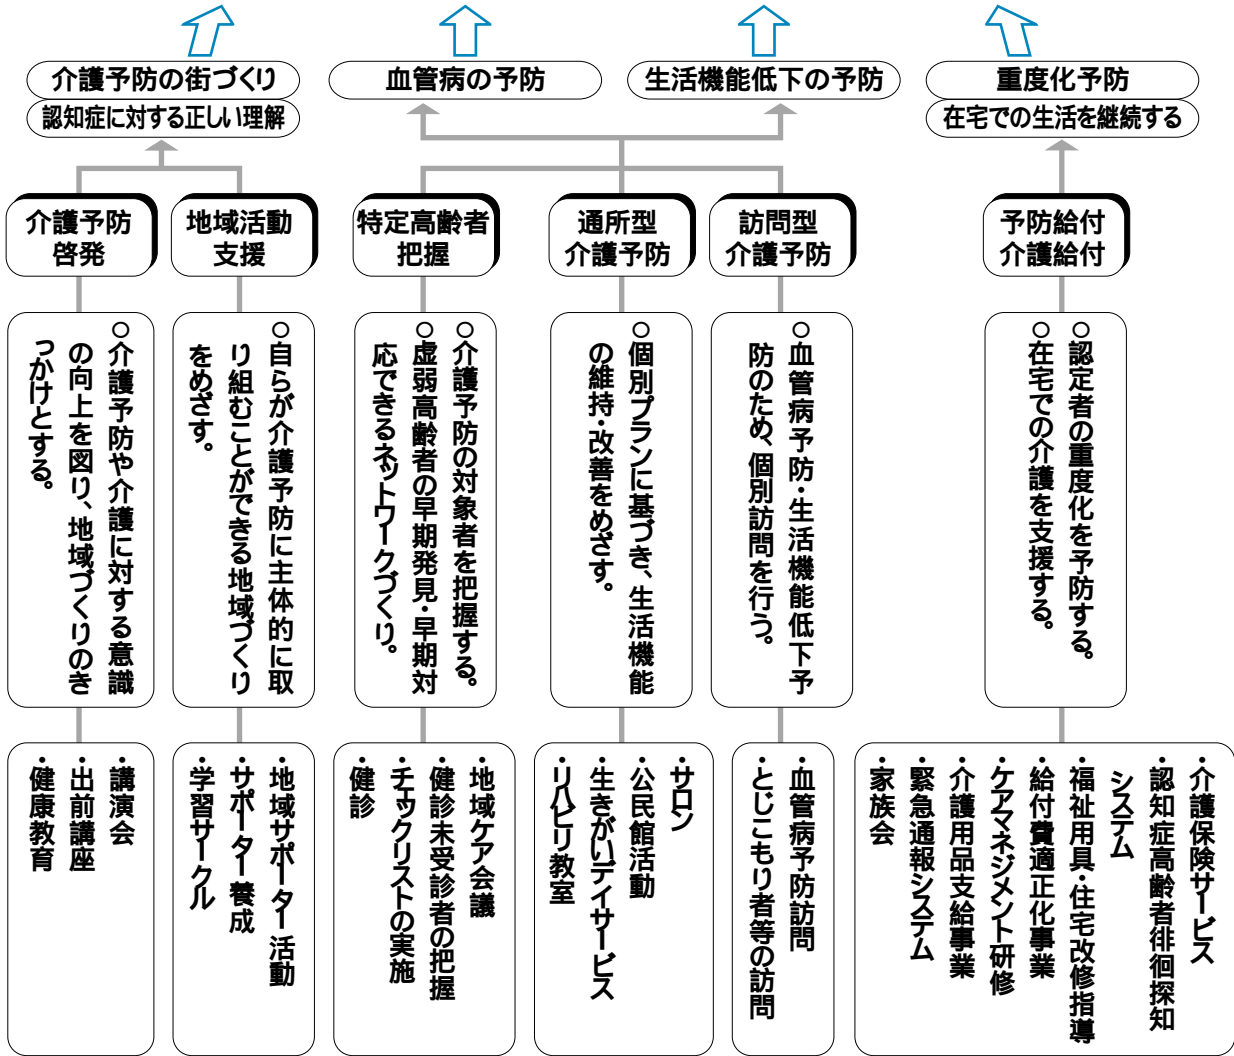 介護予防の街づくり
認知症に対する正しい理解
血管病の予防
生活機能低下の予防
重度化予防
在宅での生活を継続する
介護予防
啓発
地域活動
支援
特定高齢者
把握
通所型
介護予防
訪問型
介護予防
予防給付
介護給付
○介護予防や介護に対する意識
の向上を図り、地域づくりのき
っかけとする。
○自らが介護予防に主体的に取
り組むことができる地域づくり
をめざす。
○介護予防の対象者を把握する。
○虚弱高齢者の早期発見・早期対
応できるネットワークづくり。
○個別プランに基づき、生活機能
の維持・改善をめざす。
○血管病予防・生活機能低下予
防のため、個別訪問を行う。
○認定者の重度化を予防する。
○在宅での介護を支援する。
・講演会
・出前講座
・健康教育
・地域サポーター活動
・サポーター養成
・学習サークル
・地域ケア会議
・健診未受診者の把握
・チェックリストの実施
・健診
・サロン
・公民館活動
・生きがいデイサービス
・リハビリ教室
・血管病予防訪問
・とじこもり者等の訪問
・介護保険サービス
・認知症高齢者徘徊探知
システム
・福祉用具・住宅改修指導
・給付費適正化事業
・ケアマネジメント研修
・介護用品支給事業
・緊急通報システム
・家族会